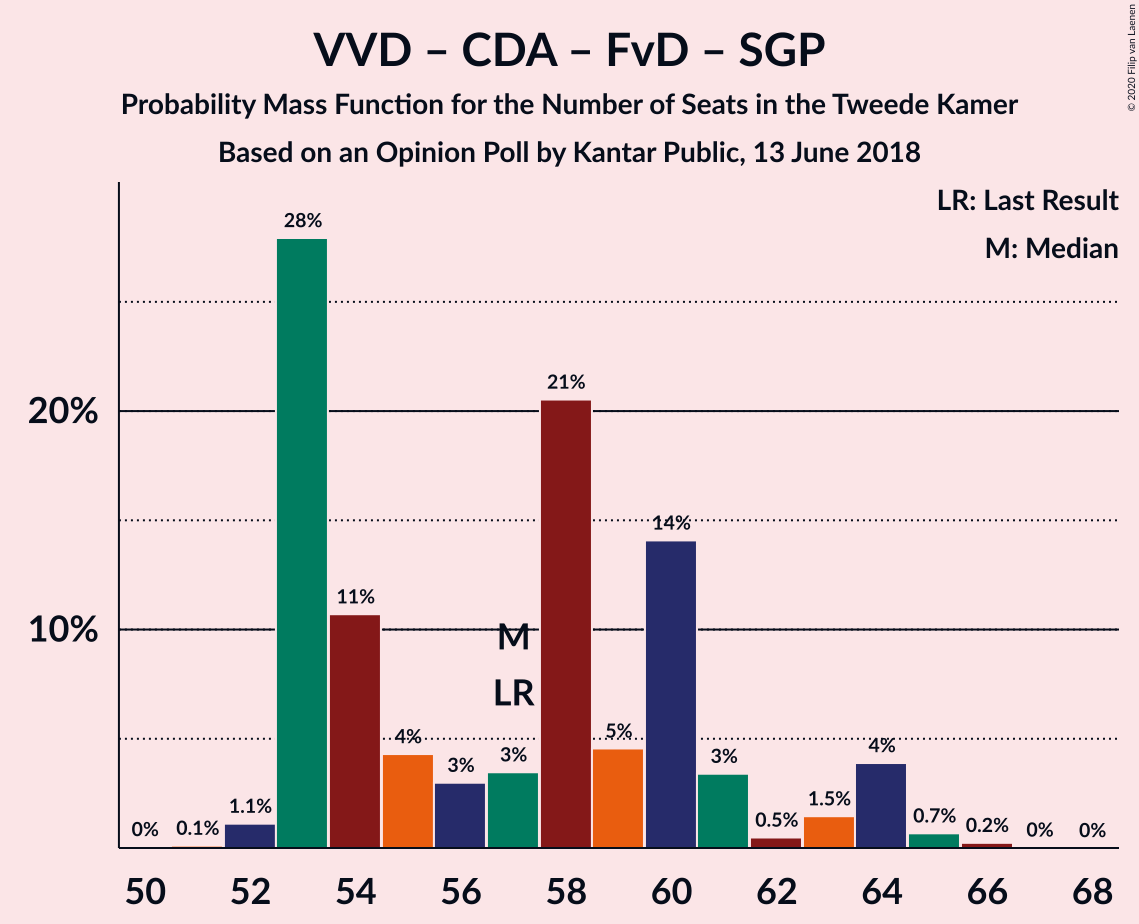 VVD – CDA – FvD – SGP
Probability Mass Function for the Number of Seats in the Tweede Kamer
Based on an Opinion Poll by Kantar Public, 13 June 2018
© 2020 Filip van Laenen
LR: Last Result
M: Median
20%
10%
0%
0.1%
1.1%
28%
11%
4%
3%
3%
21%
5%
14%
3%
0.5%
1.5%
4%
0.7%
0.2%
0%
0%
M
LR
50 52 54 56 58 60 62 64 66 68